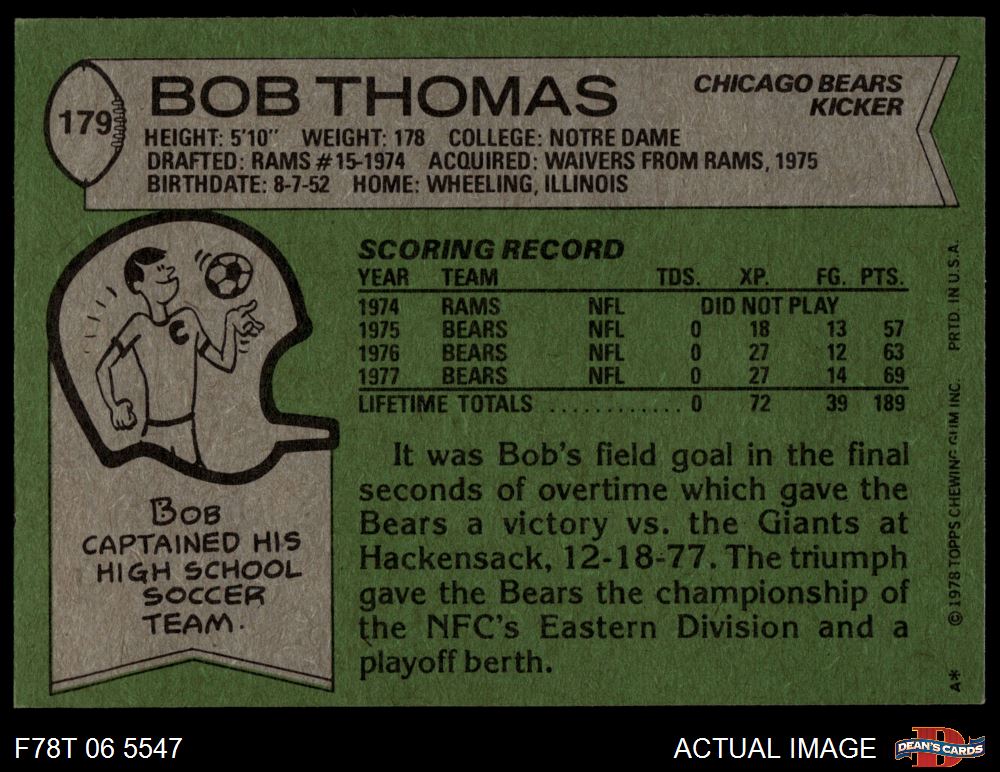 179
BOB THOMAS
CHICAGO BEARS
KICKER
HEIGHT: 5'10" WEIGHT: 178 COLLEGE: NOTRE DAME
DRAFTED: RAMS #15-1974 ACQUIRED: WAIVERS FROM RAMS, 1975
BIRTHDATE: 8-7-52 HOME: WHEELING, ILLINOIS
C
BOB
CAPTAINED HIS
HIGH SCHOOL
SOCCER
TEAM.
SCORING RECORD
YEAR TEAM TDS. XP. FG. PTS.
1974 RAMS NFL DID NOT PLAY
1975 BEARS NFL 0 18 13 57
1976 BEARS NFL 0 27 12 63
1977 BEARS NFL 0 27 14 69
LIFETIME TOTALS ............ 0 72 39 189
It was Bob's field goal in the final
seconds of overtime which gave the
Bears a victory vs. the Giants at
Hackensack, 12-18-77. The triumph
gave the Bears the championship of
the NFC's Eastern Division and a
playoff berth.
A* © 1978 TOPPS CHEWING GUM INC. PRTD. IN U.S.A.
F78T 06 5547
ACTUAL IMAGE
D
DEAN'S CARDS